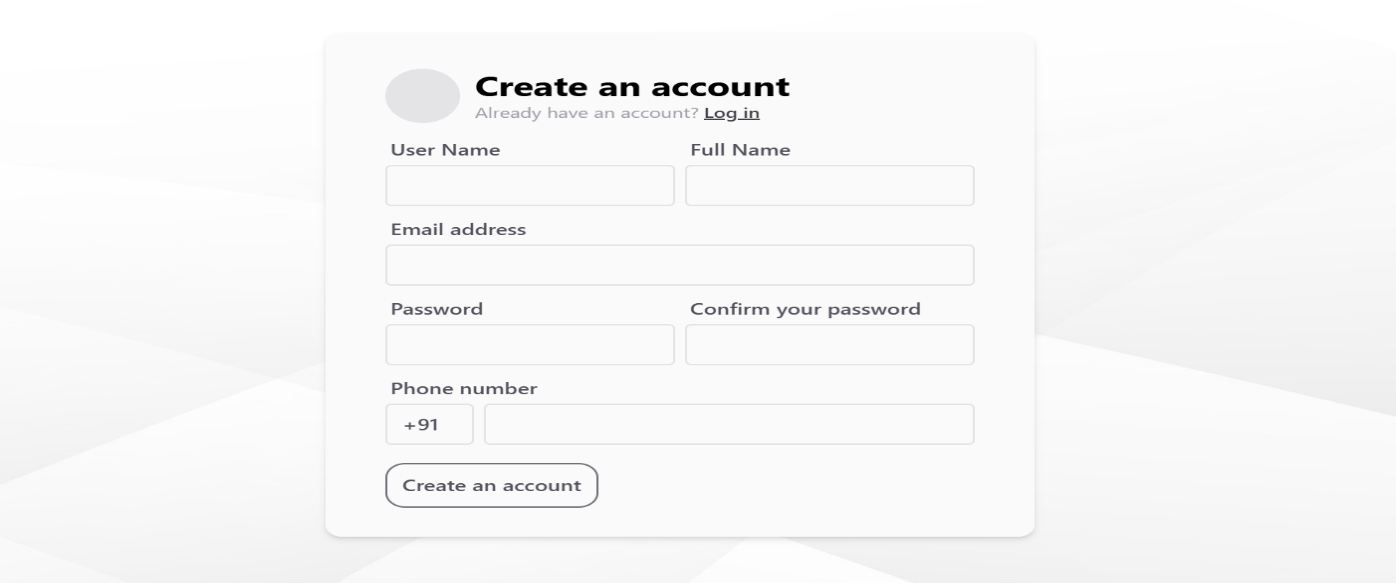 Create an account
Already have an account? Log in
User Name Full Name
Email address
Password Confirm your password
Phone number
+91
Create an account